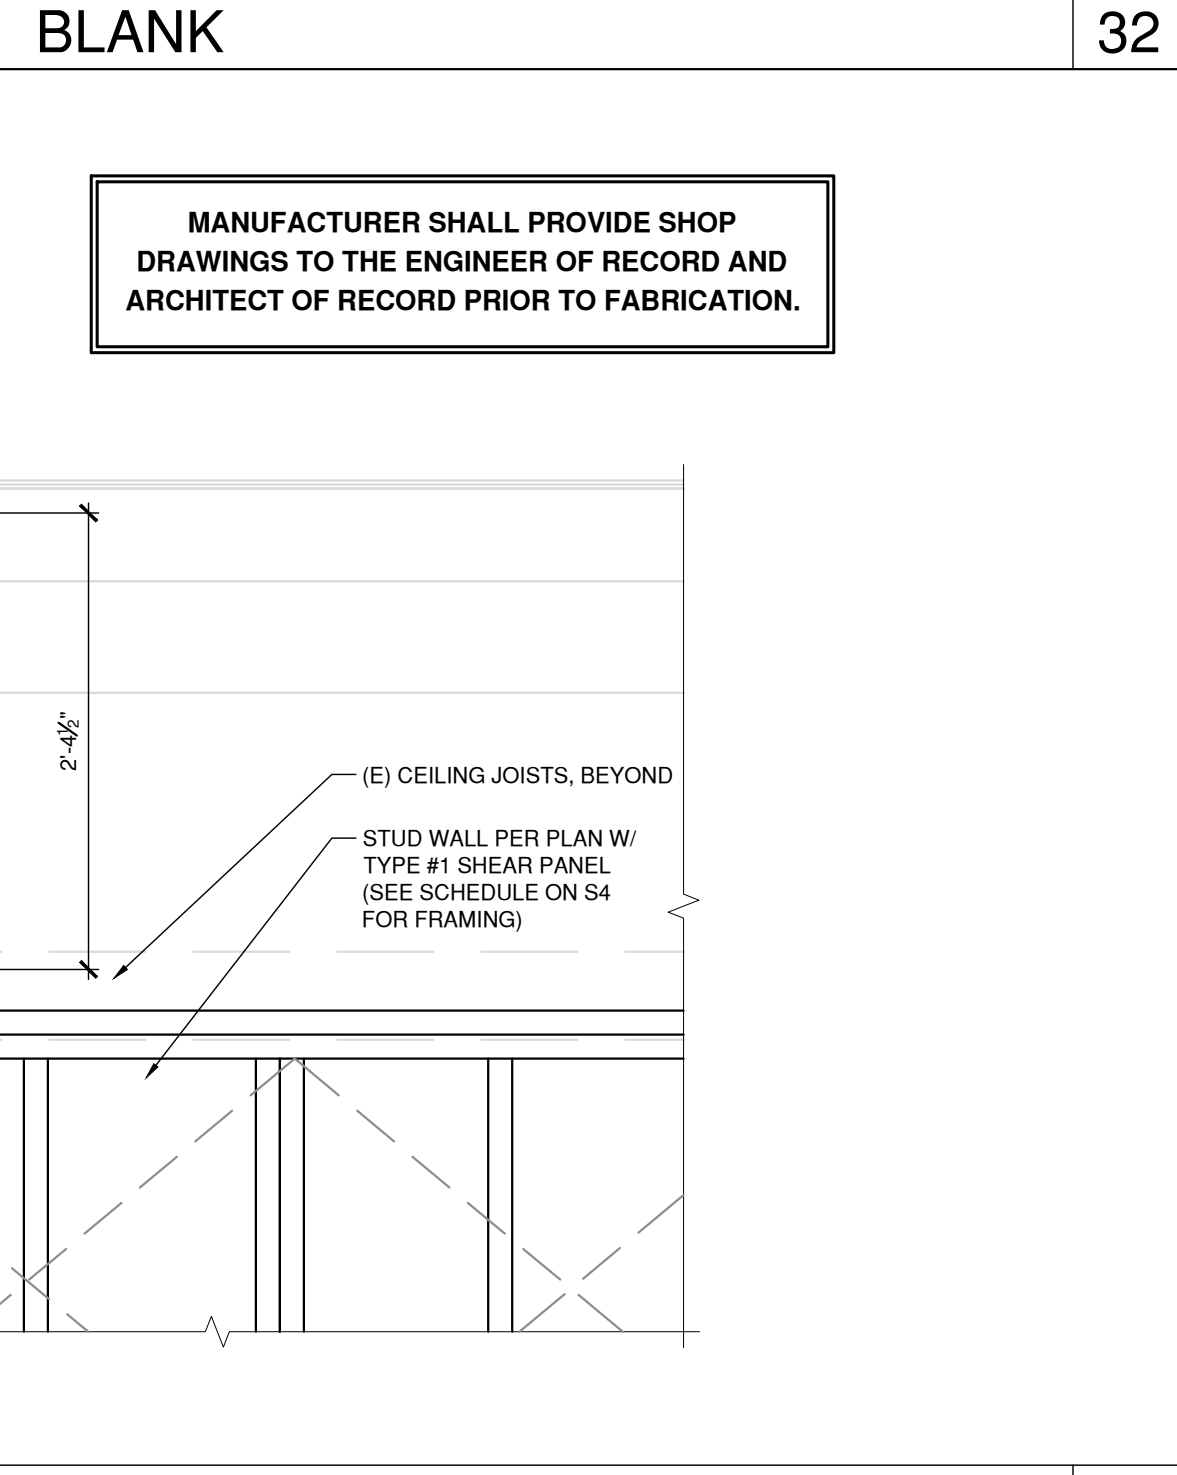 BLANK
32
MANUFACTURER SHALL PROVIDE SHOP
DRAWINGS TO THE ENGINEER OF RECORD AND
ARCHITECT OF RECORD PRIOR TO FABRICATION.
2'-4½"
(E) CEILING JOISTS, BEYOND
STUD WALL PER PLAN W/
TYPE #1 SHEAR PANEL
(SEE SCHEDULE ON S4
FOR FRAMING)